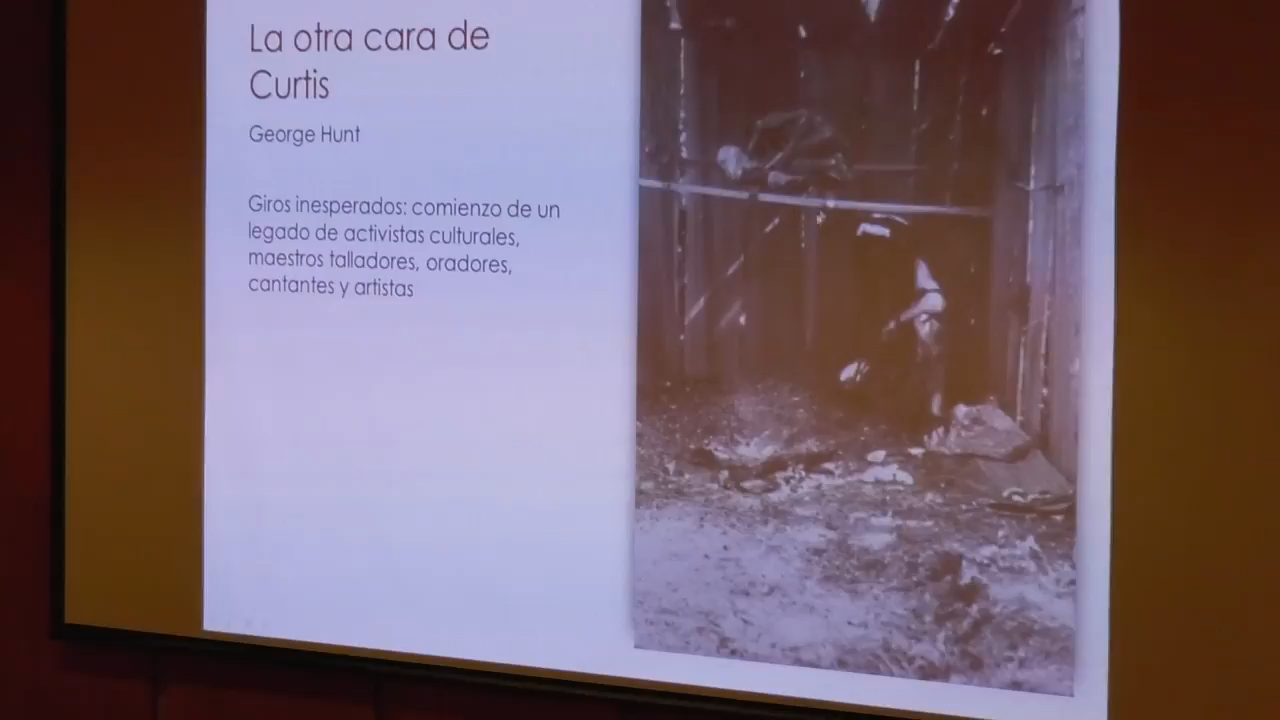 La otra cara de
Curtis
George Hunt
Giros inesperados: comienzo de un
legado de activistas culturales,
maestros talladores, oradores,
cantantes y artistas